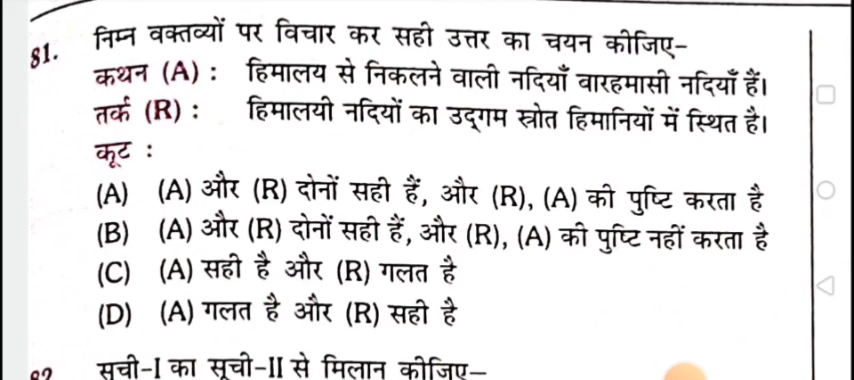 81. निम्न वक्तव्यों पर विचार कर सही उत्तर का चयन कीजिए-
कथन (A) : हिमालय से निकलने वाली नदियाँ वारहमासी नदियाँ हैं।
तर्क (R) : हिमालयी नदियों का उद्‌गम स्त्रोत हिमानियों में स्थित है।
कूट :
(A) (A) और (R) दोनों सही हैं, और (R), (A) की पुष्टि करता है
(B) (A) और (R) दोनों सही हैं, और (R), (A) की पुष्टि नहीं करता है
(C) (A) सही है और (R) गलत है
(D) (A) गलत है और (R) सही है
82 सूची-I का सूची-II से मिलान कीजिए–